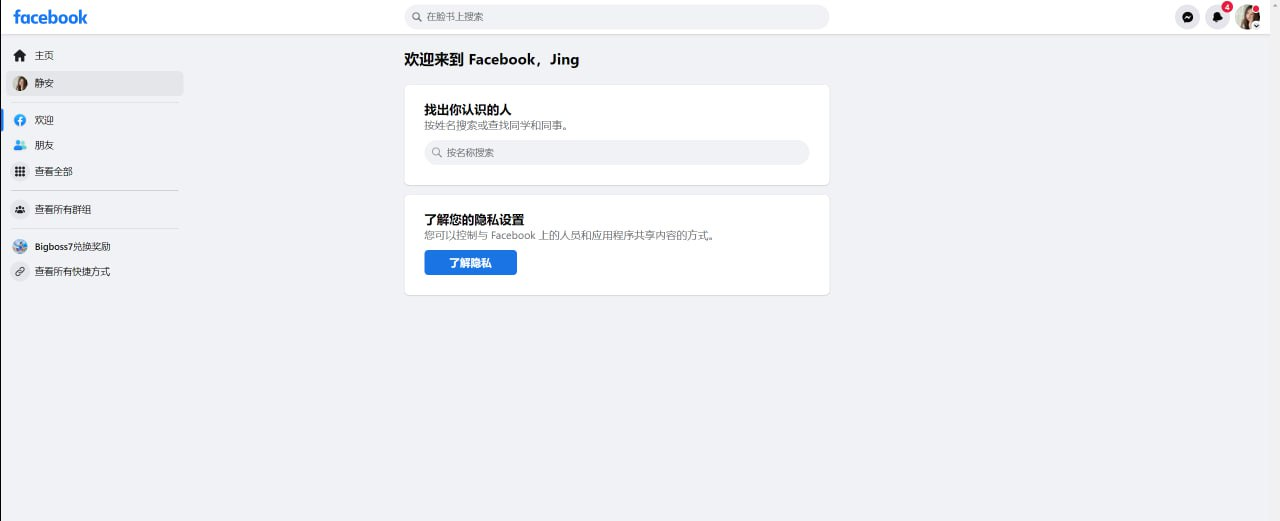 facebook
在脸书上搜索
4
主页
静安
欢迎
朋友
查看全部
查看所有群组
Bigboss7兑换奖励
查看所有快捷方式
欢迎来到 Facebook，Jing
找出你认识的人
按姓名搜索或查找同学和同事。
按名称搜索
了解您的隐私设置
您可以控制与 Facebook 上的人员和应用程序共享内容的方式。
了解隐私